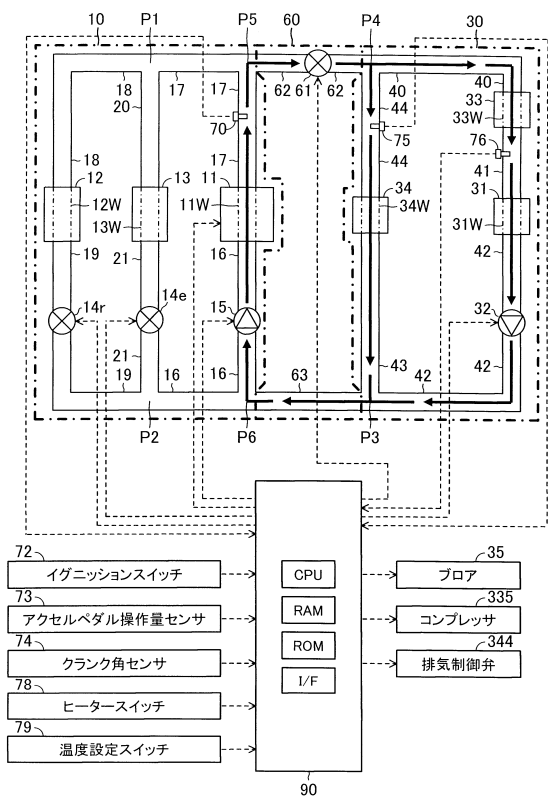 10 P1 P5 60 P4 30
18 17 62 61 62 40 40
20 17 44 33
33W
70 75 76
18 17 44 41
12 13 11 34 31
12W 11W 34W
13W 31W
19 21 16 42
14r 14e 15 32
21 16 43 42
19 16 63 42
P2 P6 P3
72
イグニッションスイッチ
73
アクセルペダル操作量センサ
74
クランク角センサ
78
ヒータースイッチ
79
温度設定スイッチ
CPU
RAM
ROM
I/F
90
35
ブロア
335
コンプレッサ
344
排気制御弁